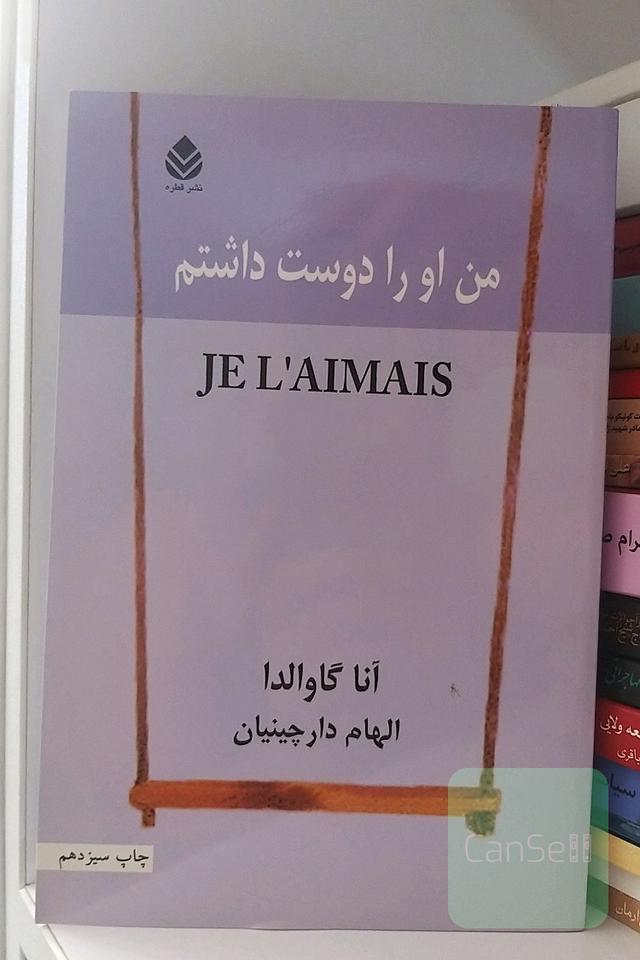 نشر قطره
من او را دوست داشتم
JE L'AIMAIS
آنا گاوالدا
الهام دارچینیان
چاپ سیزدهم
CanSell